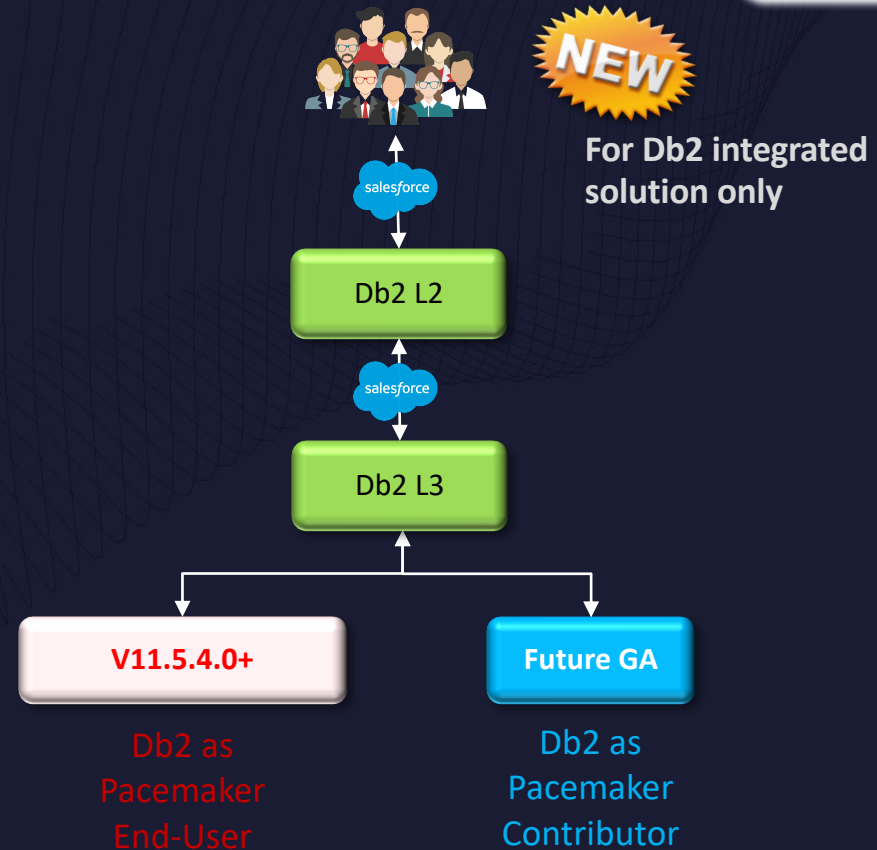 NEW
For Db2 integrated
solution only
salesforce
Db2 L2
salesforce
Db2 L3
V11.5.4.0+
Future GA
Db2 as
Pacemaker
End-User
Db2 as
Pacemaker
Contributor